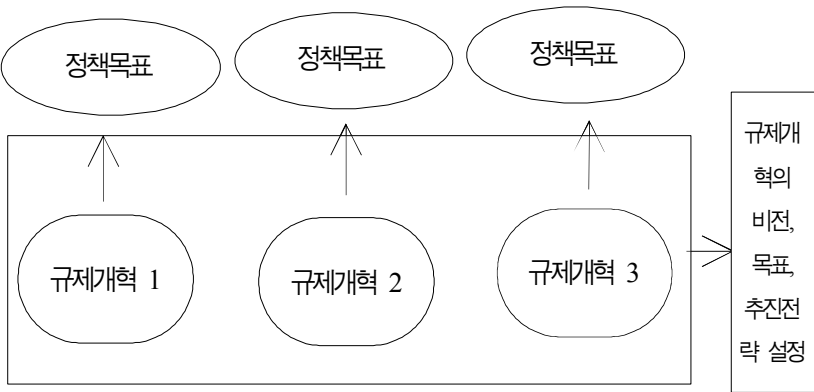 정책목표
정책목표
정책목표
규제개혁 1
규제개혁 2
규제개혁 3
규제개
혁의
비전,
목표,
추진전
략 설정